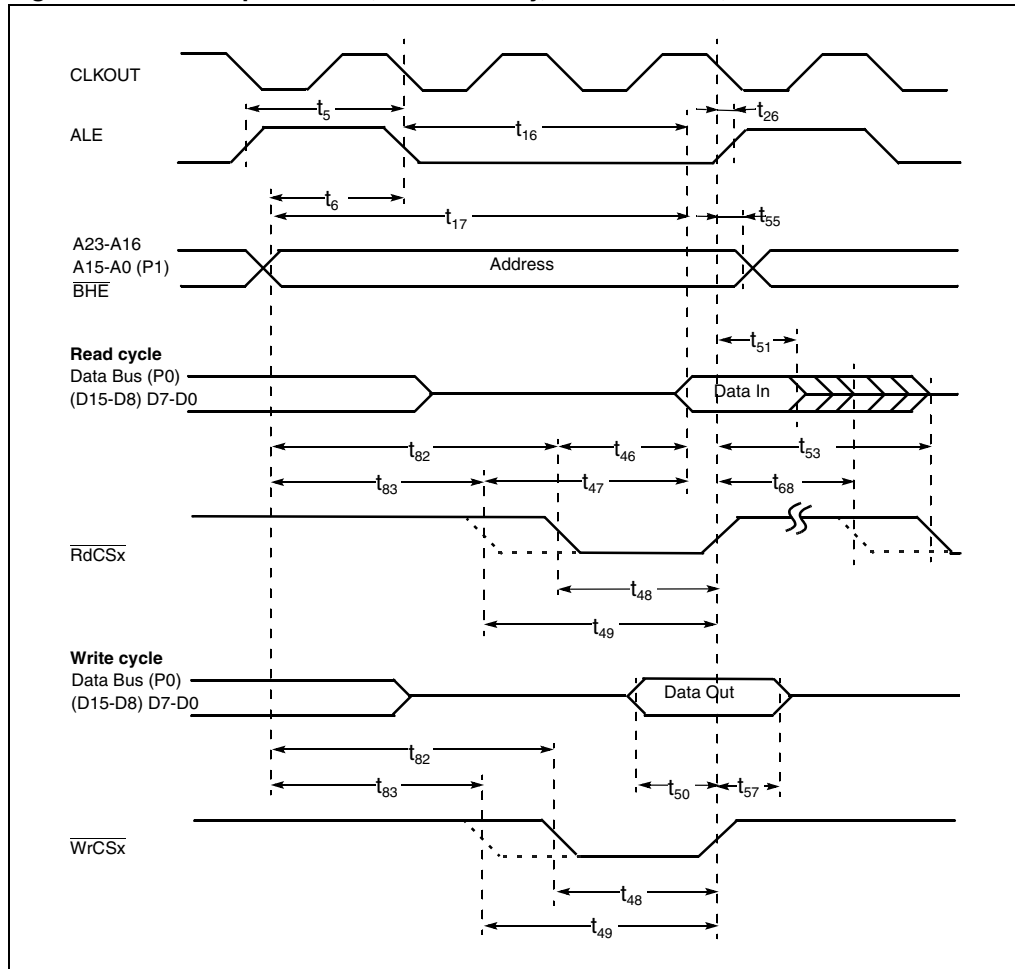 CLKOUT
t5
t26
ALE
t16
t6
t17
t55
A23-A16
A15-A0 (P1)
Address
BHE
t51
Read cycle
Data Bus (P0)
(D15-D8) D7-D0
Data In
t82
t46
t53
t83
t47
t68
RdCSx
t48
t49
Write cycle
Data Bus (P0)
(D15-D8) D7-D0
Data Out
t82
t83
t50
t57
WrCSx
t48
t49